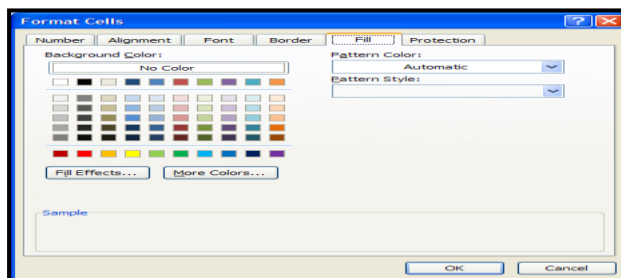 Format Cells
Number Alignment Font Border Fill Protection
Background Color:
No Color
Pattern Color:
Automatic
Pattern Style:
Fill Effects... More Colors...
Sample
OK Cancel